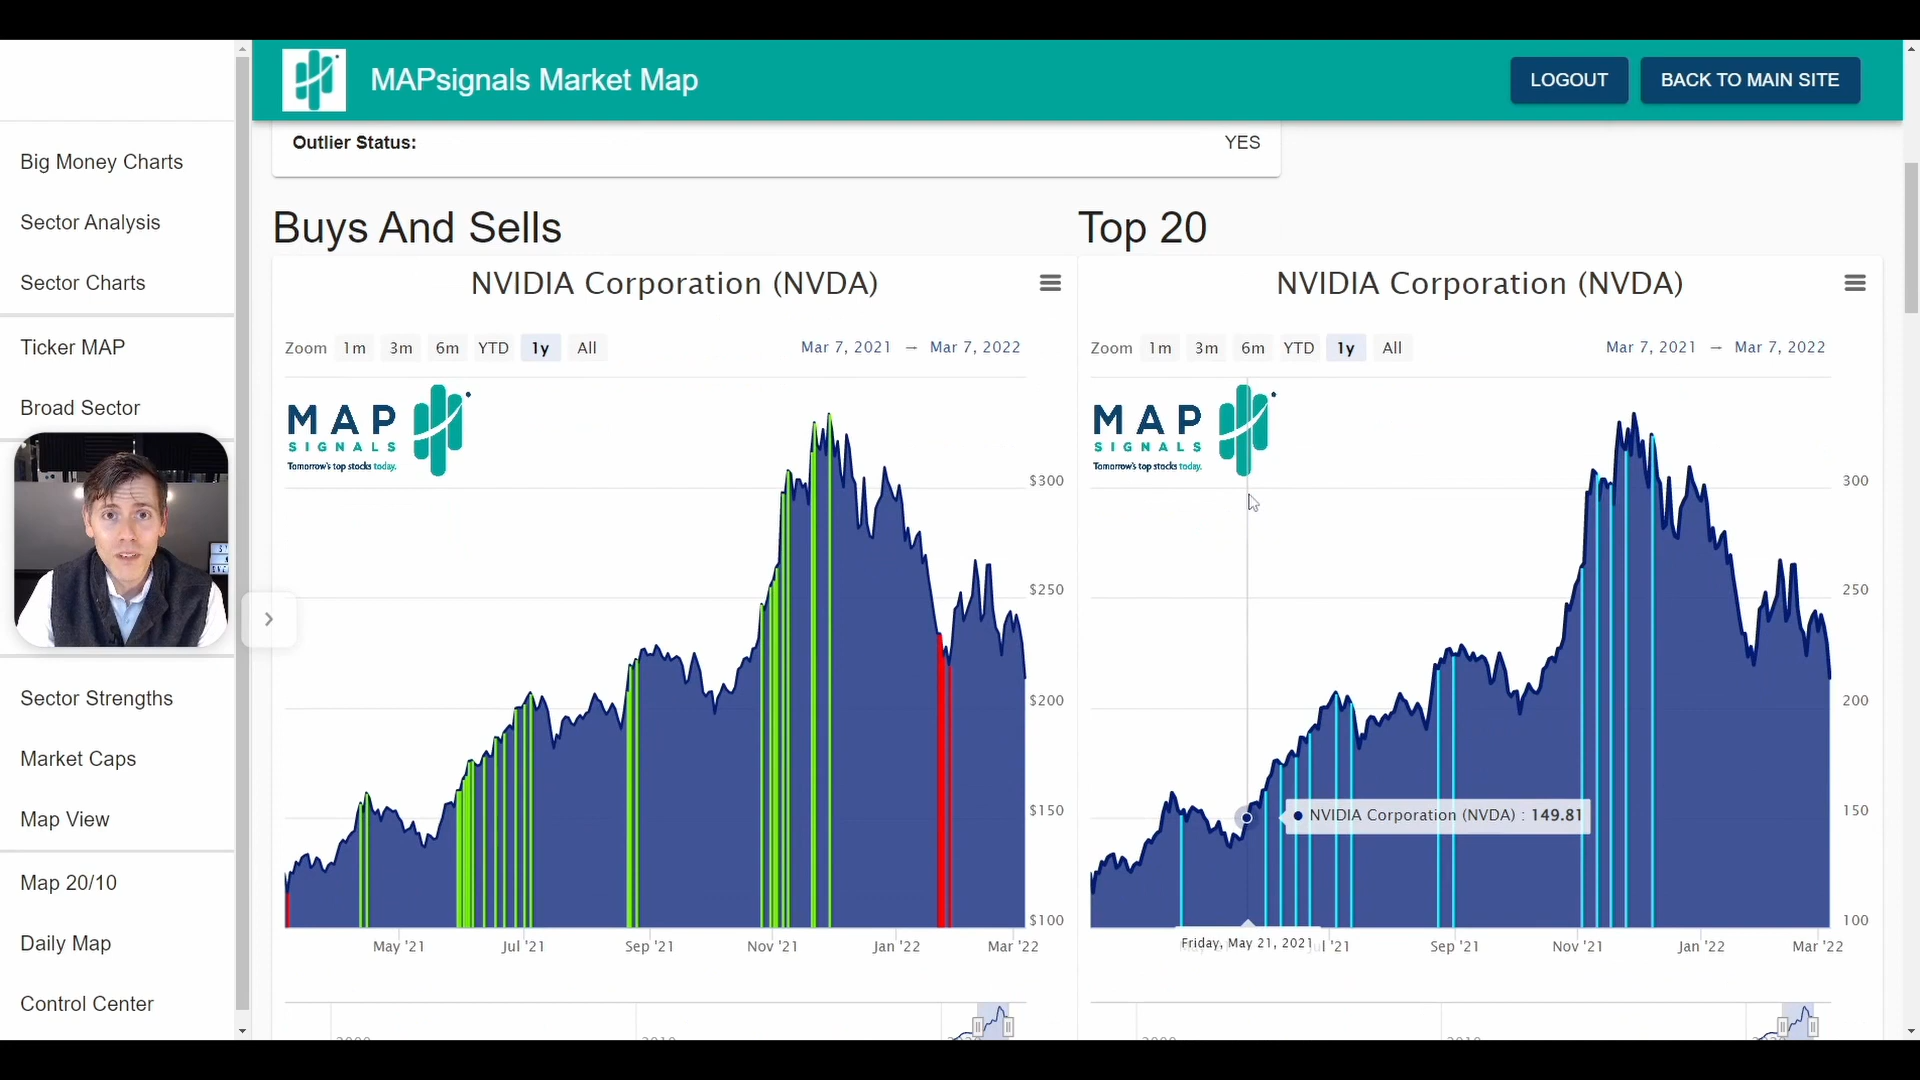 MAPsignals Market Map
LOGOUT
BACK TO MAIN SITE
Big Money Charts
Sector Analysis
Sector Charts
Ticker MAP
Broad Sector
Sector Strengths
Market Caps
Map View
Map 20/10
Daily Map
Control Center
Outlier Status: YES
Buys And Sells
NVIDIA Corporation (NVDA)
Zoom 1m 3m 6m YTD 1y All
Mar 7, 2021 → Mar 7, 2022
MAP
SIGNALS
Tomorrow's top stocks today.
$300
$250
$200
$150
$100
May '21 Jul '21 Sep '21 Nov '21 Jan '22 Mar '22
Top 20
NVIDIA Corporation (NVDA)
Zoom 1m 3m 6m YTD 1y All
Mar 7, 2021 → Mar 7, 2022
MAP
SIGNALS
Tomorrow's top stocks today.
300
250
200
150
100
NVIDIA Corporation (NVDA) : 149.81
Friday, May 21, 2021
'21 Sep '21 Nov '21 Jan '22 Mar '22